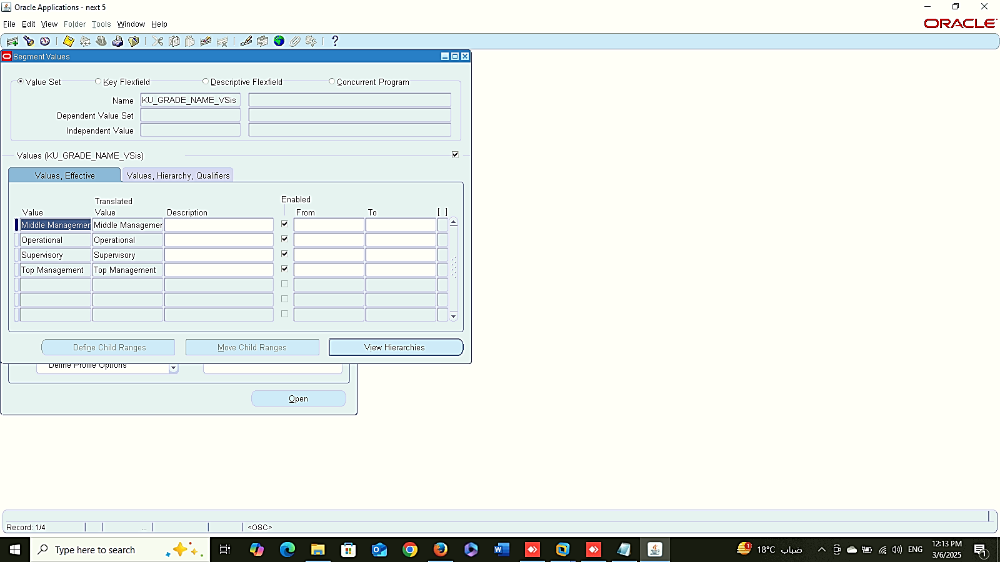 Oracle Applications - next 5
File Edit View Folder Tools Window Help
ORACLE
Segment Values
Value Set Key Flexfield Descriptive Flexfield Concurrent Program
Name KU_GRADE_NAME_VSis
Dependent Value Set
Independent Value
Values (KU_GRADE_NAME_VSis)
Values, Effective Values, Hierarchy, Qualifiers
Translated Enabled
Value Value Description From To [ ]
Middle Managemer Middle Managemer
Operational Operational
Supervisory Supervisory
Top Management Top Management
Define Child Ranges Move Child Ranges View Hierarchies
Define Profile Options
Open
Record: 1/4 ... <OSC>
Type here to search 1 18°C ضباب ENG 12:13 PM
3/6/2025 1